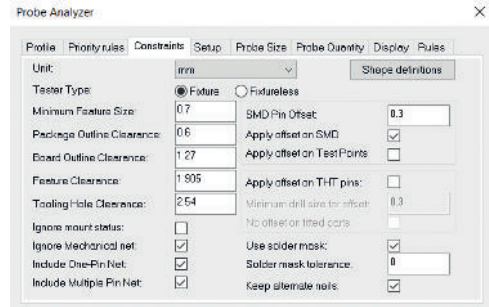 Probe Analyzer
Profile Priority rules Constraints Setup Probe Size Probe Quantity Display Rules
Unit: mm Shape definitions
Tester Type: Fixture Fixtureless
Minimum Feature Size: 0.7
Package Outline Clearance: 0.6
Board Outline Clearance: 1.27
Feature Clearance: 1.905
Tooling Hole Clearance: 2.54
Ignore mount status:
Ignore Mechanical net:
Include One-Pin Net:
Include Multiple Pin Net:
SMD Pin Offset: 0.3
Apply offset on SMD
Apply offset on Test Points
Apply offset on THT pins:
Minimum drill size for offset: 0.3
No offset on fitted parts
Use solder mask:
Solder mask tolerance: 0
Keep alternate nails: